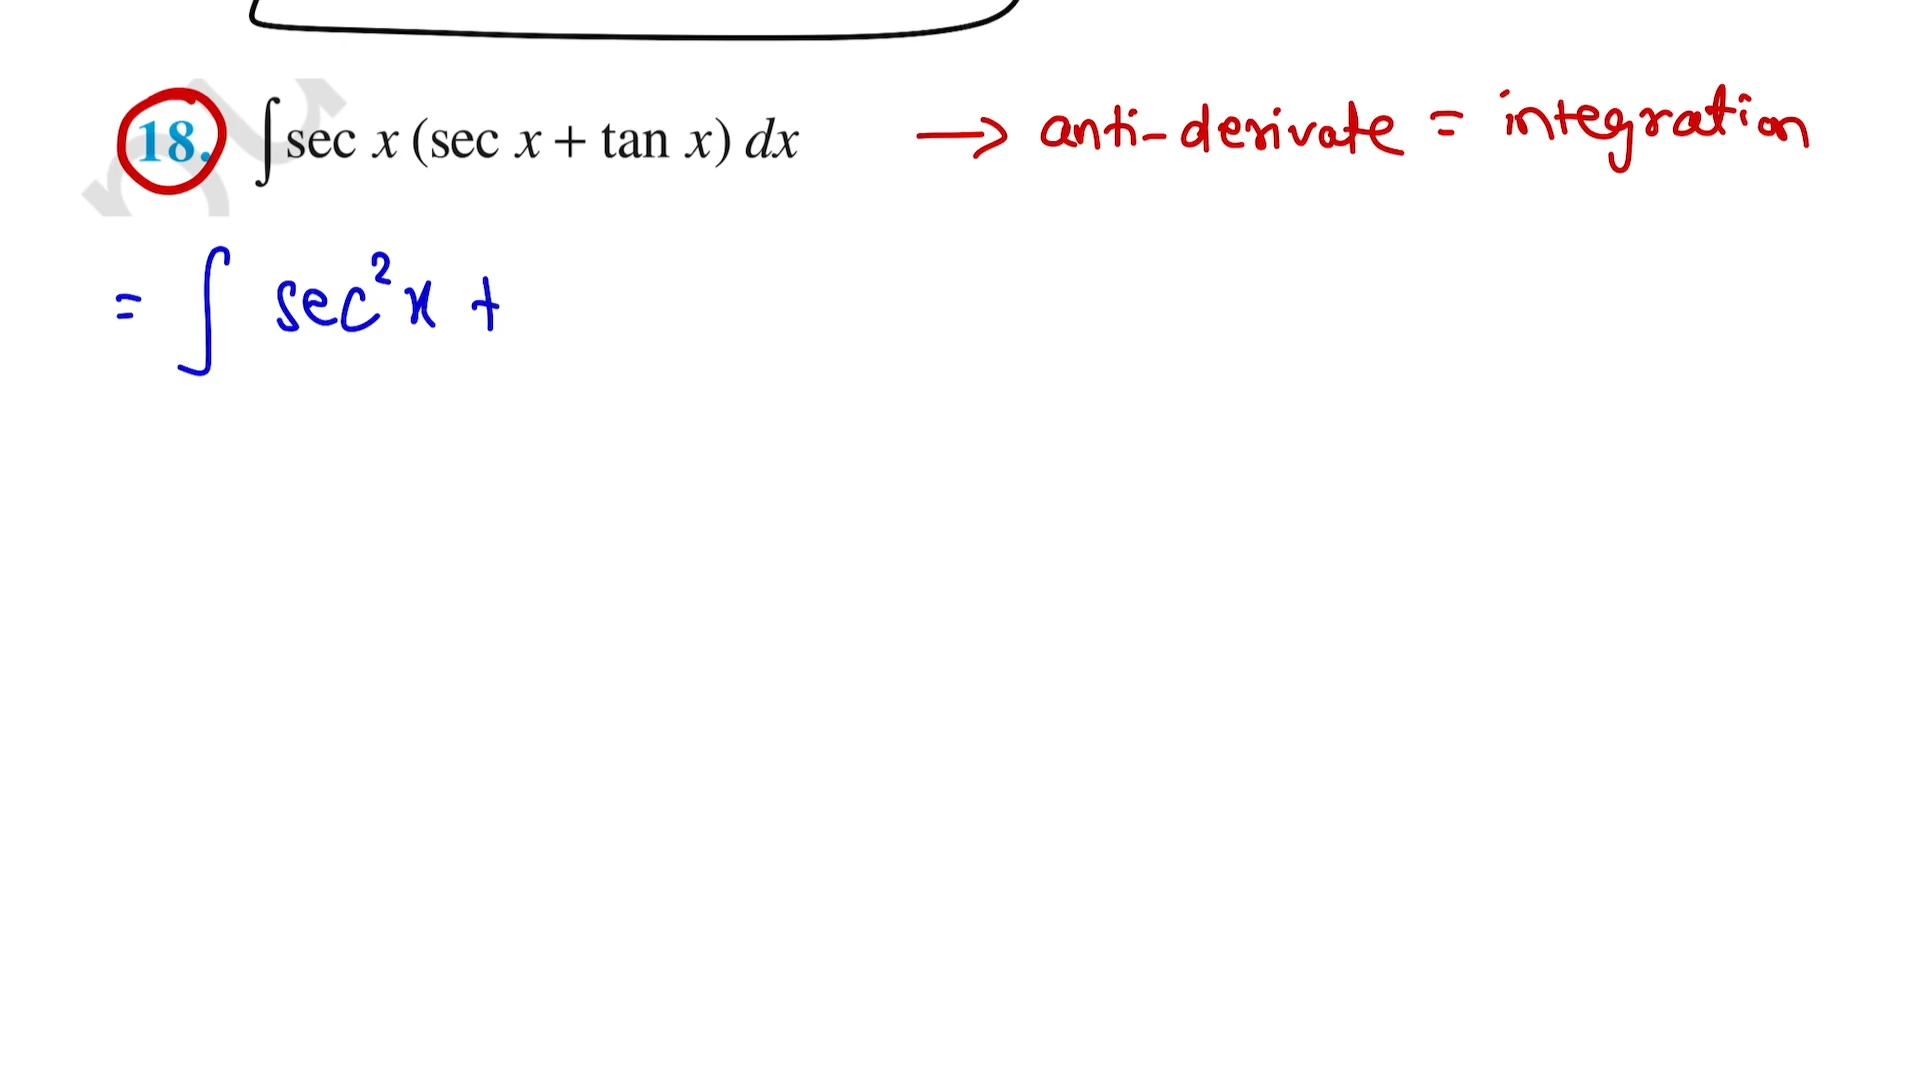 18. ∫ sec x (sec x + tan x) dx → anti-derivate = integration
= ∫ sec²x +